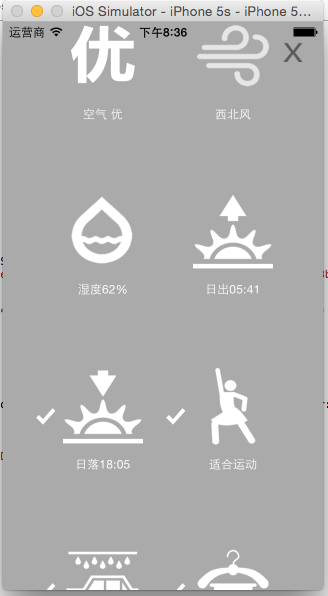 iOS Simulator - iPhone 5s - iPhone 5...
运营商
下午8:36
优
X
空气 优
西北风
湿度62%
日出05:41
日落18:05
适合运动